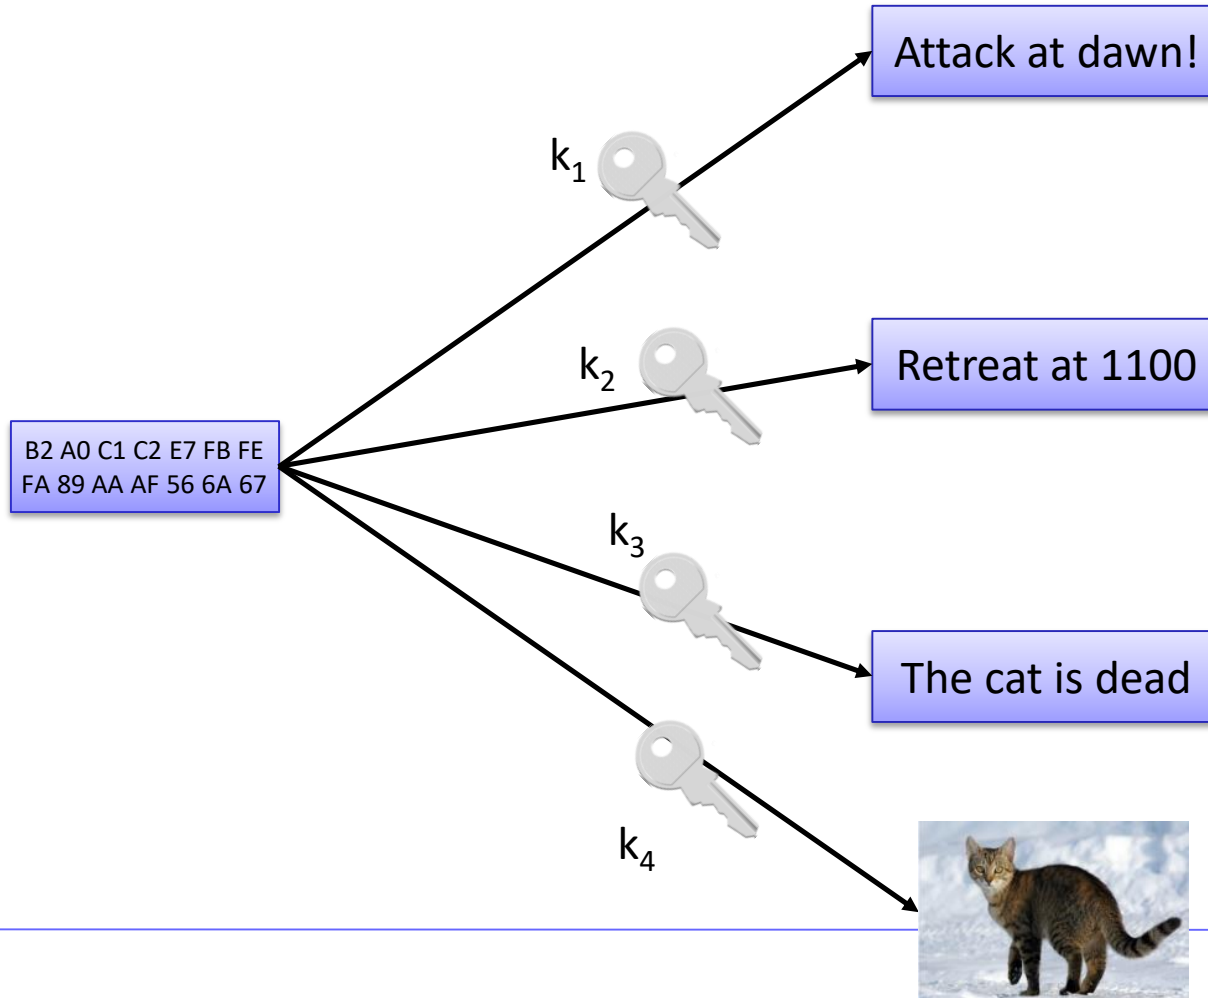 Attack at dawn!
k₁
k₂
Retreat at 1100
B2 A0 C1 C2 E7 FB FE
FA 89 AA AF 56 6A 67
k₃
The cat is dead
k₄